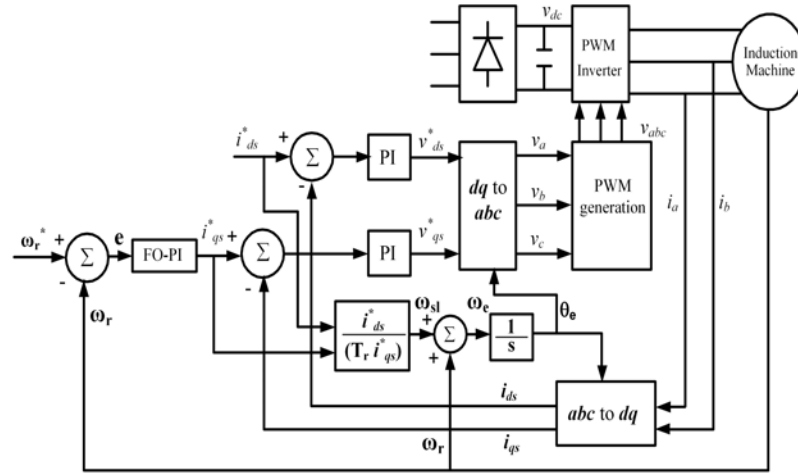 v_dc
PWM
Inverter
Induction
Machine
i*_ds
+
Σ
-
PI
v*_ds
dq to
abc
v_a
v_b
v_c
v_abc
PWM
generation
i_a
i_b
ω_r*
+
Σ
-
e
FO-PI
i*_qs
+
Σ
-
PI
v*_qs
ω_r
i*_ds
(T_r i*_qs)
ω_sl
+
Σ
+
ω_e
1
s
θ_e
i_ds
abc to dq
ω_r
i_qs